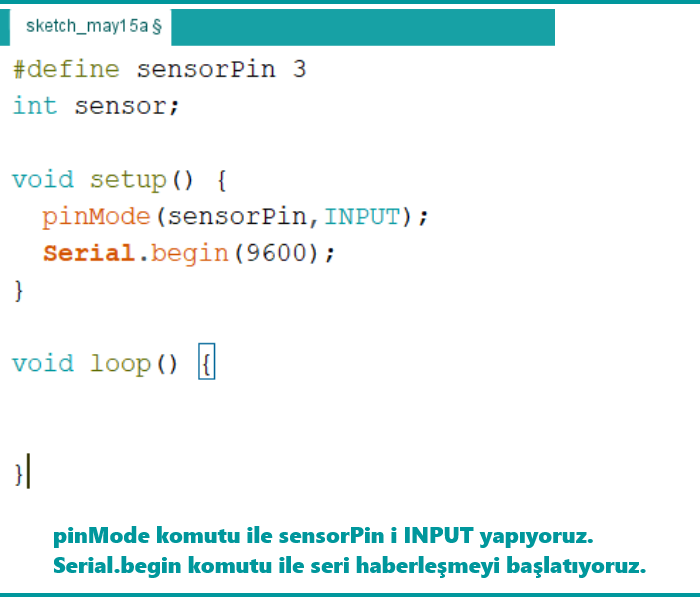 sketch_may15a §
#define sensorPin 3
int sensor;
void setup() {
pinMode(sensorPin,INPUT);
Serial.begin(9600);
}
void loop() {
}
pinMode komutu ile sensorPin i INPUT yapıyoruz.
Serial.begin komutu ile seri haberleşmeyi başlatıyoruz.